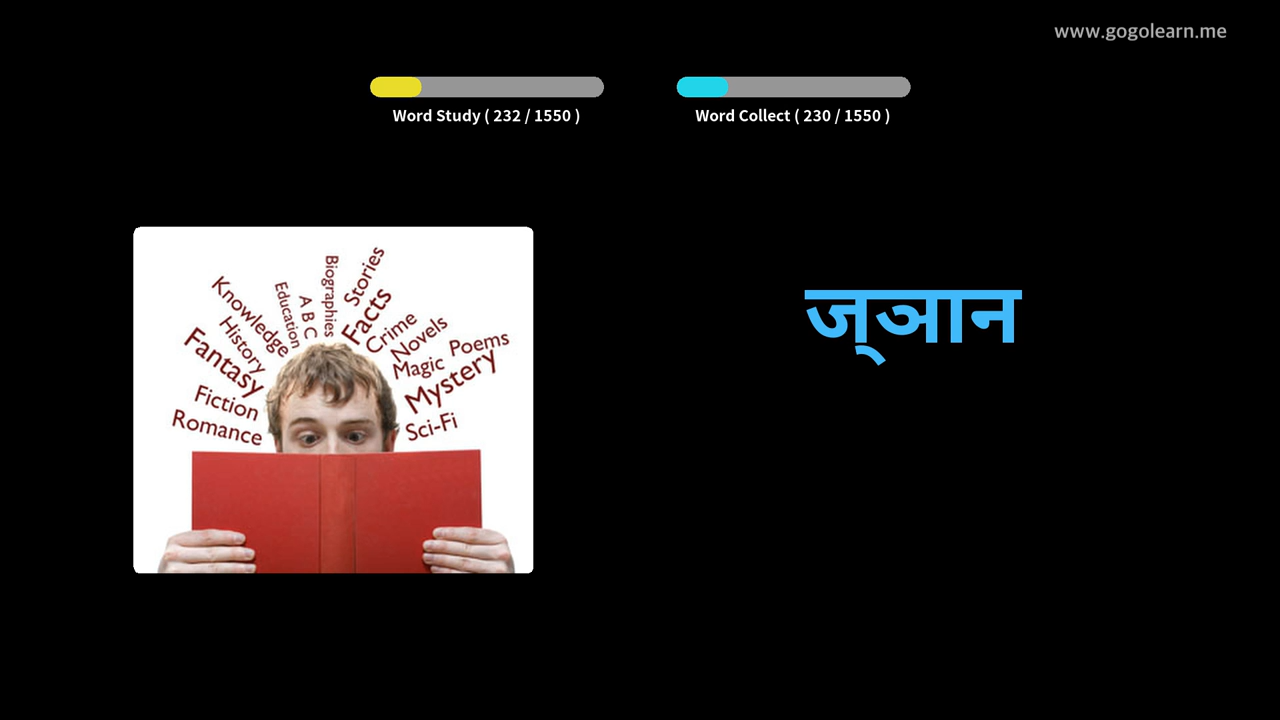 www.gogolearn.me
Word Study ( 232 / 1550 )
Word Collect ( 230 / 1550 )
Romance
Fiction
Fantasy
History
Knowledge
Education
A B C
Biographies
Stories
Facts
Crime
Novels
Magic
Poems
Mystery
Sci-Fi
ज्‌ञान